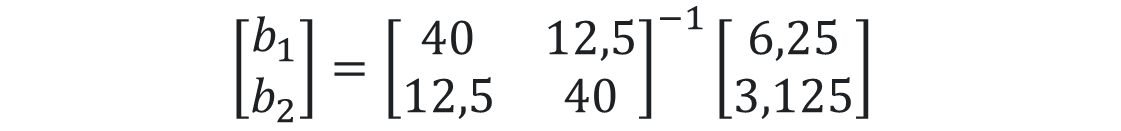 [b₁ b₂] = [40 12,5 12,5 40]⁻¹ [6,25 3,125]